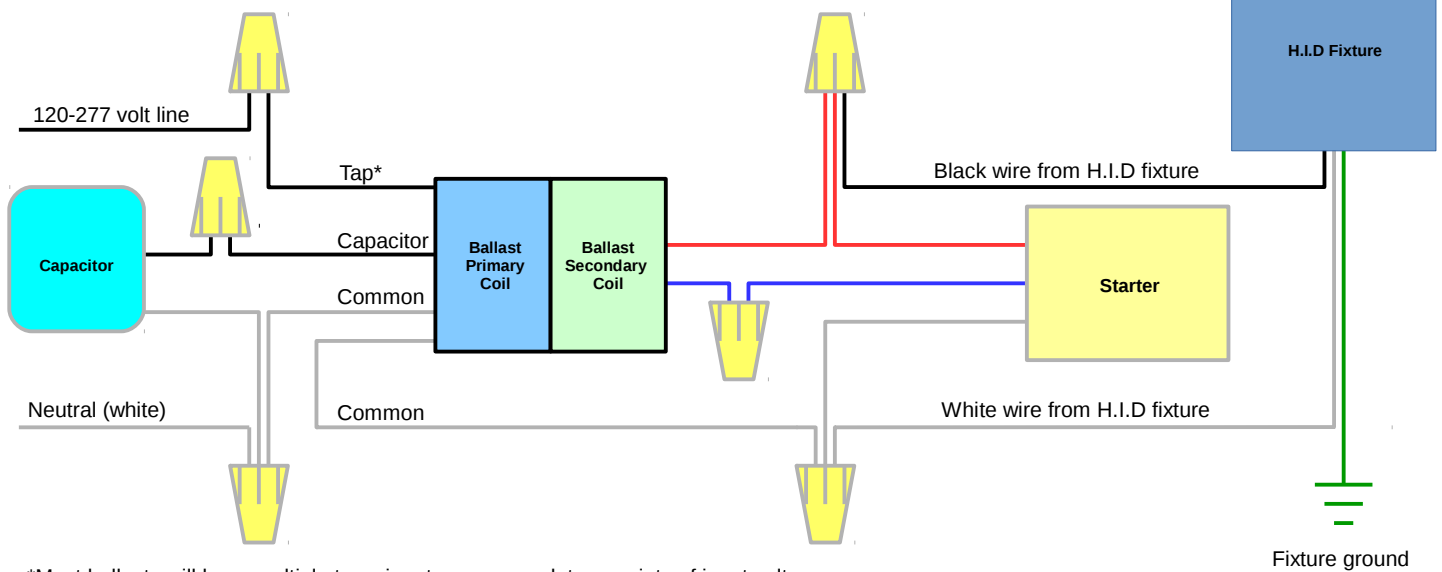 H.I.D Fixture
120-277 volt line
Tap*
Black wire from H.I.D fixture
Capacitor
Capacitor
Ballast
Primary
Coil
Ballast
Secondary
Coil
Starter
Common
Neutral (white)
Common
White wire from H.I.D fixture
Fixture ground